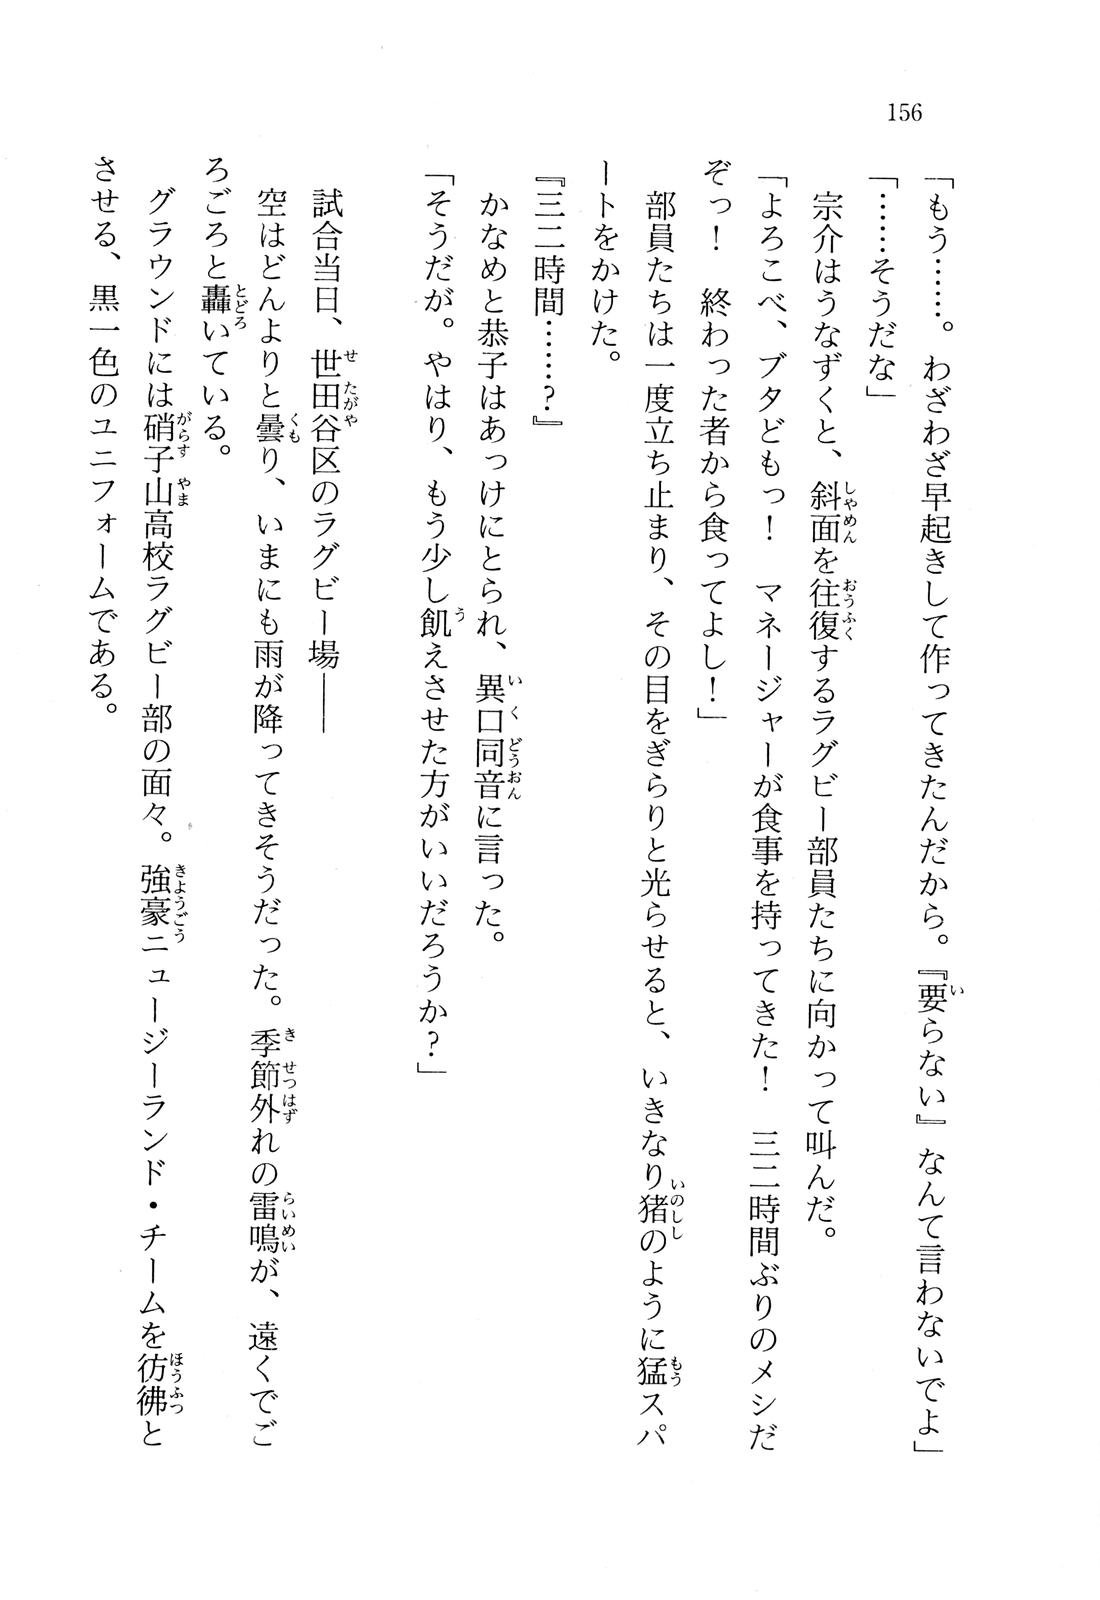 156
「もう……。わざわざ早起きして作ってきたんだから。『要らない』なんて言わないでよ」
「……そうだな」
宗介はうなずくと、斜面を往復するラグビー部員たちに向かって叫んだ。
「よろこべ、ブタどもっ！　マネージャーが食事を持ってきた！　三二時間ぶりのメシだ
ぞっ！　終わった者から食ってよし！」
部員たちは一度立ち止まり、その目をぎらりと光らせると、いきなり猪のように猛スパ
ートをかけた。
『三二時間……？』
かなめと恭子はあっけにとられ、異口同音に言った。
「そうだが。やはり、もう少し飢えさせた方がいいだろうか？」
試合当日、世田谷区のラグビー場――
空はどんよりと曇り、いまにも雨が降ってきそうだった。季節外れの雷鳴が、遠くでご
ろごろと轟いている。
グラウンドには硝子山高校ラグビー部の面々。強豪ニュージーランド・チームを彷彿と
させる、黒一色のユニフォームである。